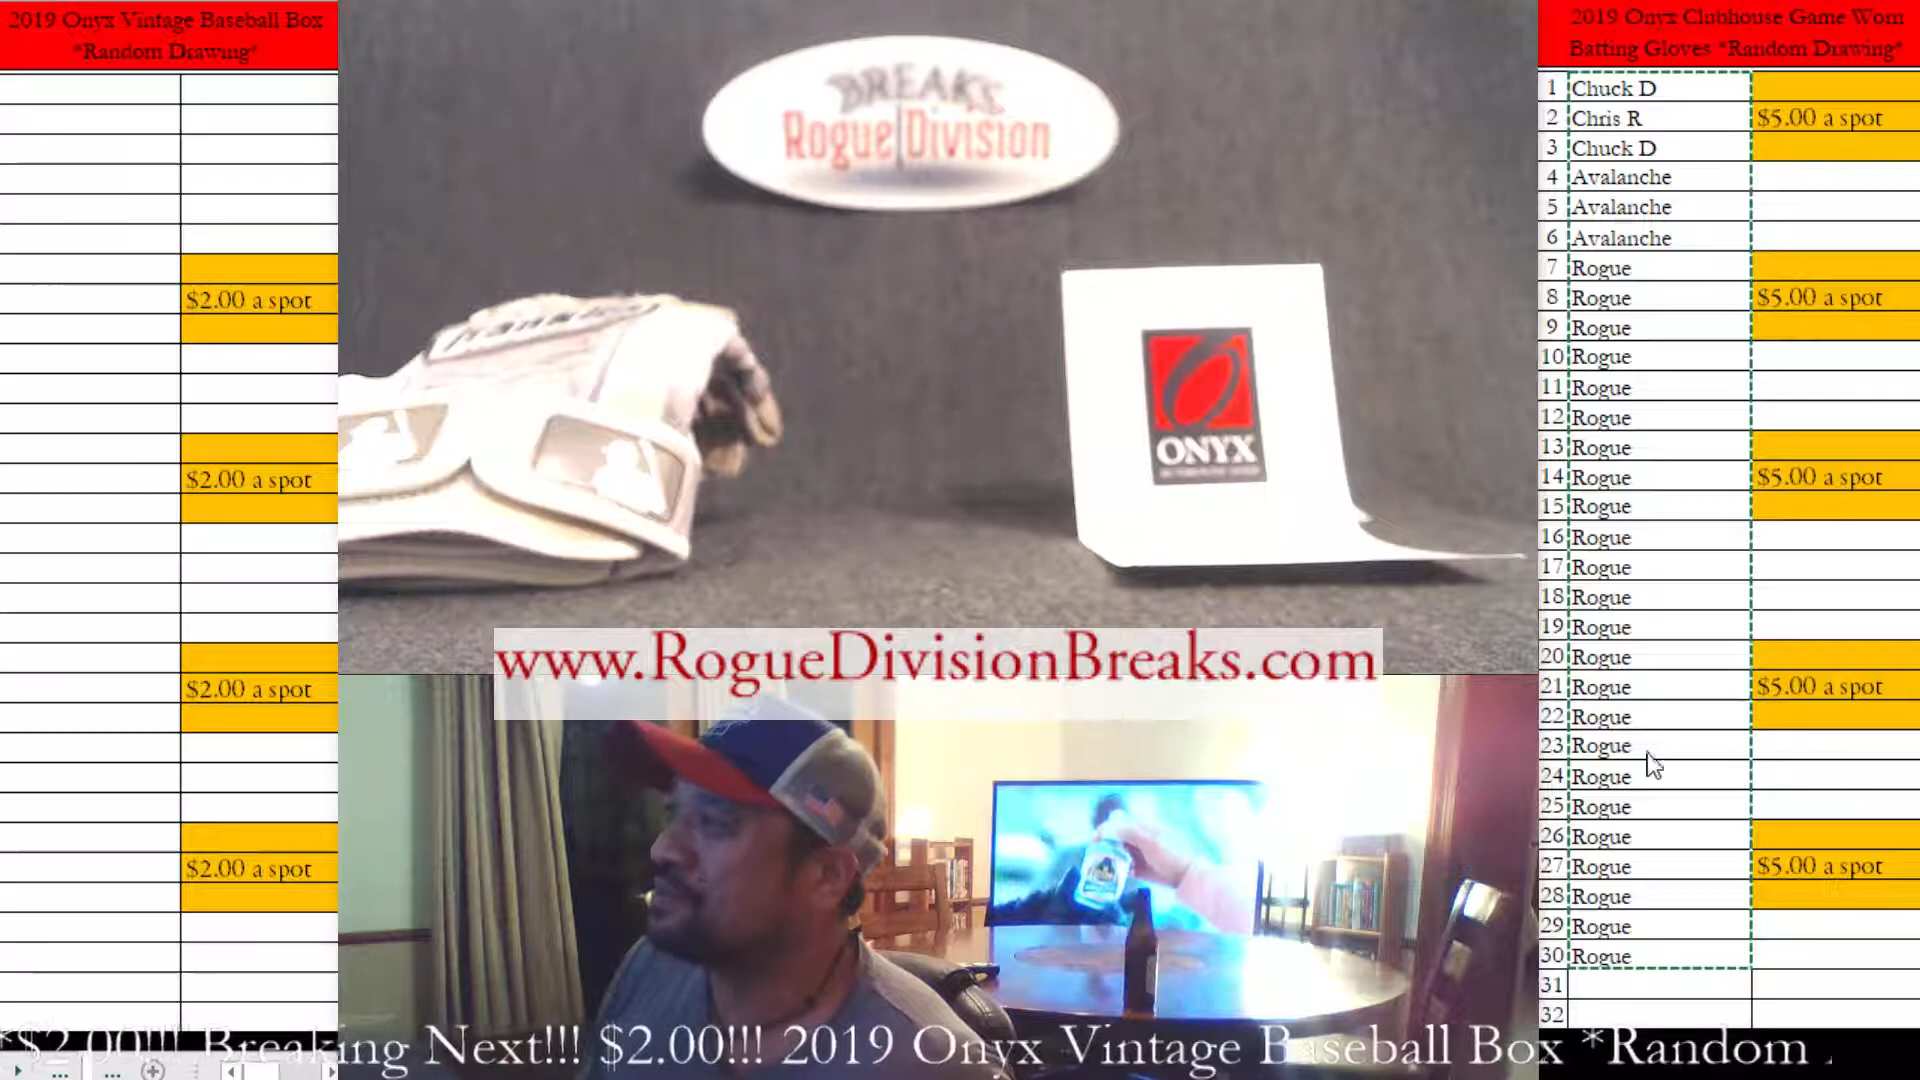 2019 Onyx Vintage Baseball Box
*Random Drawing*
$2.00 a spot
$2.00 a spot
$2.00 a spot
$2.00 a spot
BREAKS
Rogue Division
Franklin
ONYX
www.RogueDivisionBreaks.com
2019 Onyx Clubhouse Game Worn
Batting Gloves *Random Drawing*
1 Chuck D
2 Chris R $5.00 a spot
3 Chuck D
4 Avalanche
5 Avalanche
6 Avalanche
7 Rogue
8 Rogue $5.00 a spot
9 Rogue
10 Rogue
11 Rogue
12 Rogue
13 Rogue
14 Rogue $5.00 a spot
15 Rogue
16 Rogue
17 Rogue
18 Rogue
19 Rogue
20 Rogue
21 Rogue $5.00 a spot
22 Rogue
23 Rogue
24 Rogue
25 Rogue
26 Rogue
27 Rogue $5.00 a spot
28 Rogue
29 Rogue
30 Rogue
31
32
*$2.00!!! Breaking Next!!! $2.00!!! 2019 Onyx Vintage Baseball Box *Random